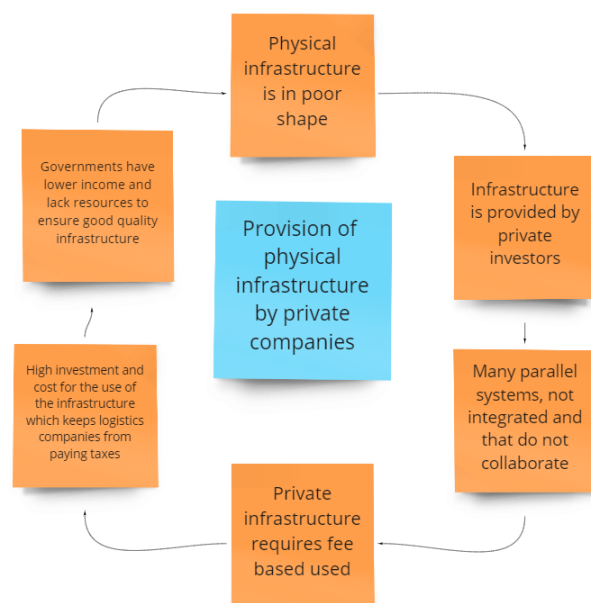 Physical
infrastructure
is in poor
shape
Infrastructure
is provided by
private
investors
Many parallel
systems, not
integrated and
that do not
collaborate
Private
infrastructure
requires fee
based used
High investment and
cost for the use of
the infrastructure
which keeps logistics
companies from
paying taxes
Governments have
lower income and
lack resources to
ensure good quality
infrastructure
Provision of
physical
infrastructure
by private
companies